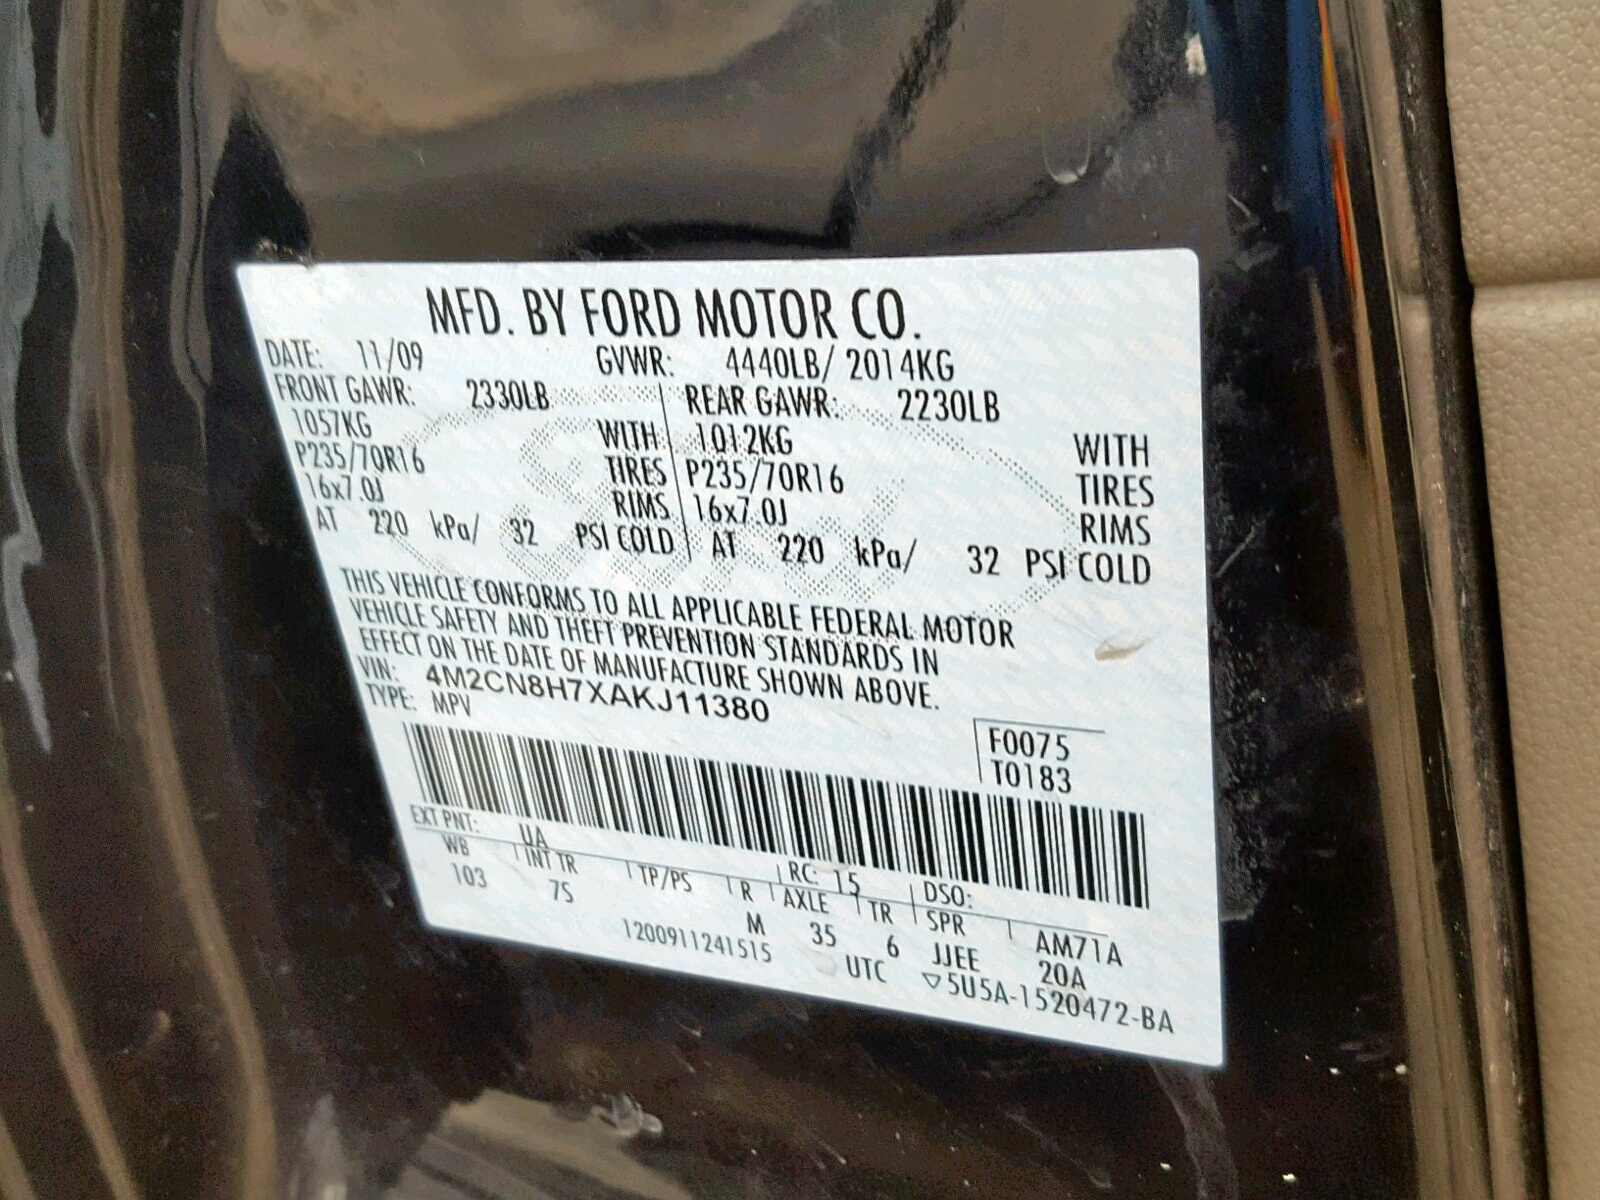 MFD. BY FORD MOTOR CO.
DATE: 11/09 GVWR: 4440LB/ 2014KG
FRONT GAWR: 2330LB REAR GAWR: 2230LB
1057KG WITH 1012KG WITH
P235/70R16 TIRES P235/70R16 TIRES
16x7.0J RIMS 16x7.0J RIMS
AT 220 kPa/ 32 PSI COLD AT 220 kPa/ 32 PSI COLD
THIS VEHICLE CONFORMS TO ALL APPLICABLE FEDERAL MOTOR
VEHICLE SAFETY AND THEFT PREVENTION STANDARDS IN
EFFECT ON THE DATE OF MANUFACTURE SHOWN ABOVE.
VIN: 4M2CN8H7XAKJ11380
TYPE: MPV
F0075
T0183
EXT PNT: UA RC: 15 DSO:
WB INT TR TP/PS R AXLE TR SPR AM71A
103 75 M 35 6 JJEE 20A
1200911241515 UTC ▽5U5A-1520472-BA